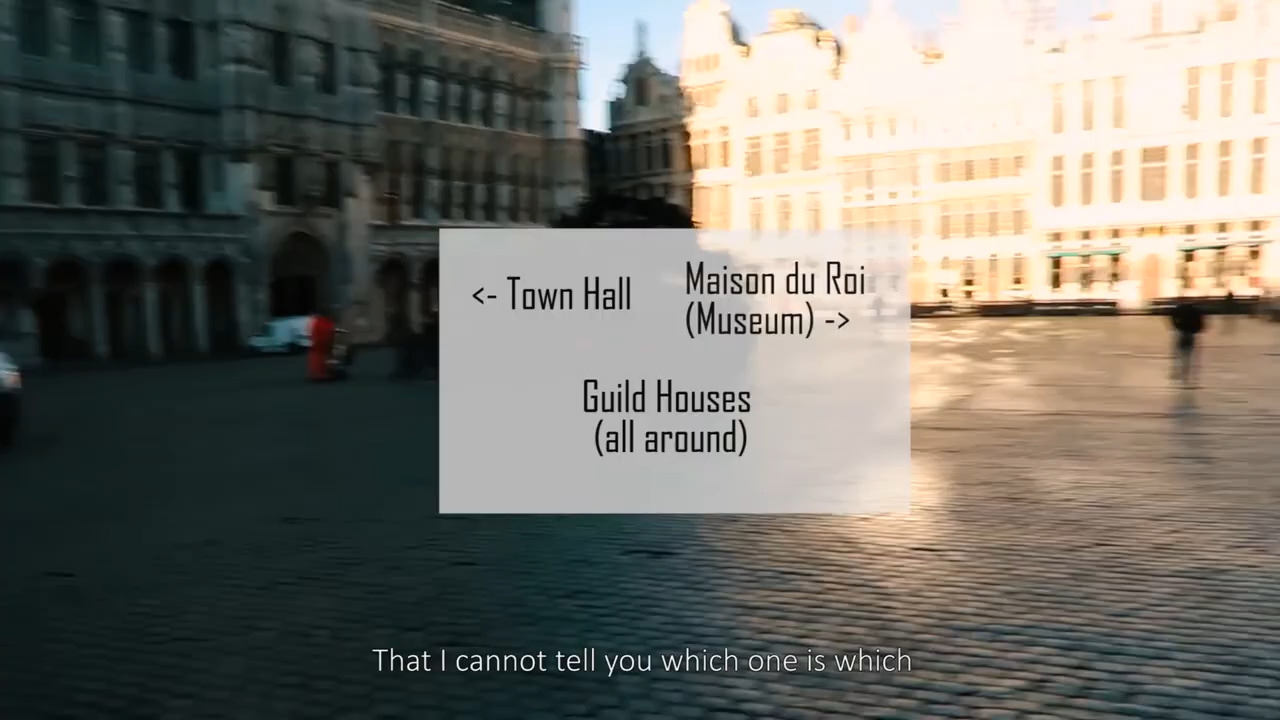 <- Town Hall
Maison du Roi
(Museum) ->
Guild Houses
(all around)
That I cannot tell you which one is which